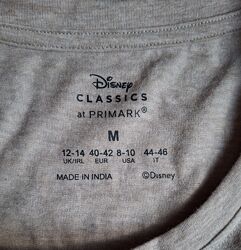 Disney
CLASSICS
at PRIMARK®
M
12-14 40-42 8-10 44-46
UK/IRL EUR USA IT
MADE IN INDIA ©Disney